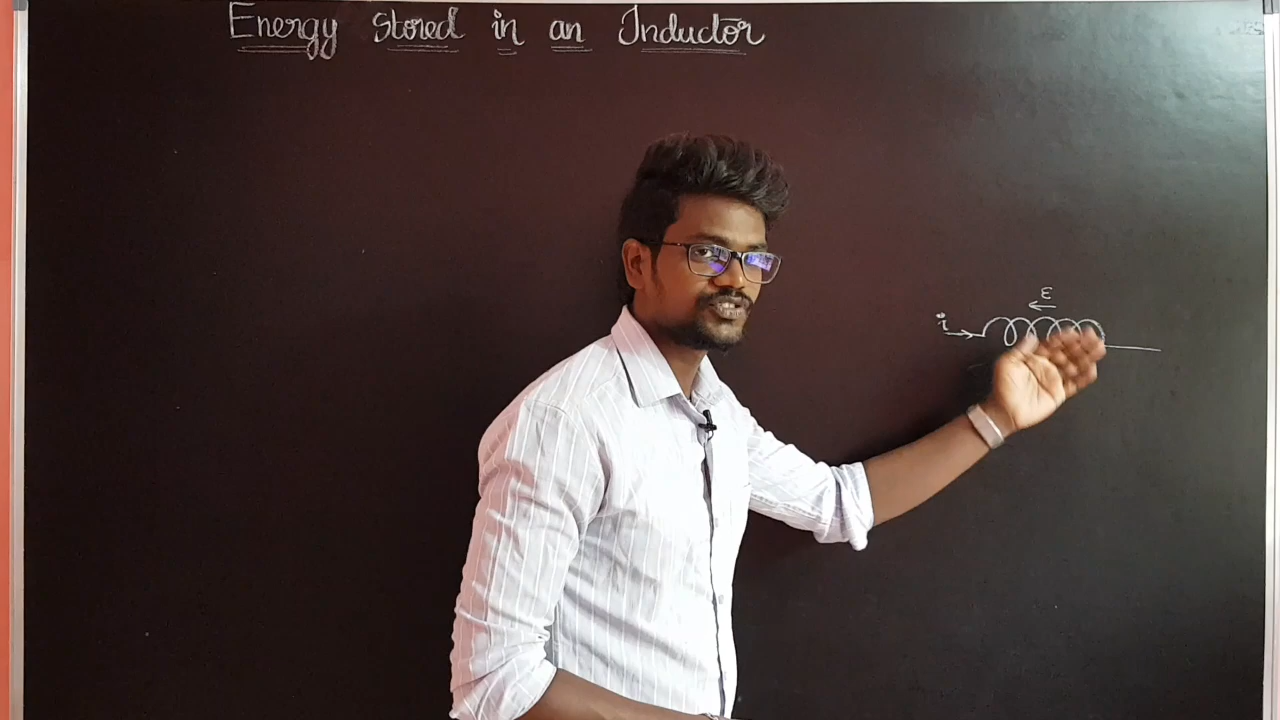 Energy Stored in an Inductor
ε
i